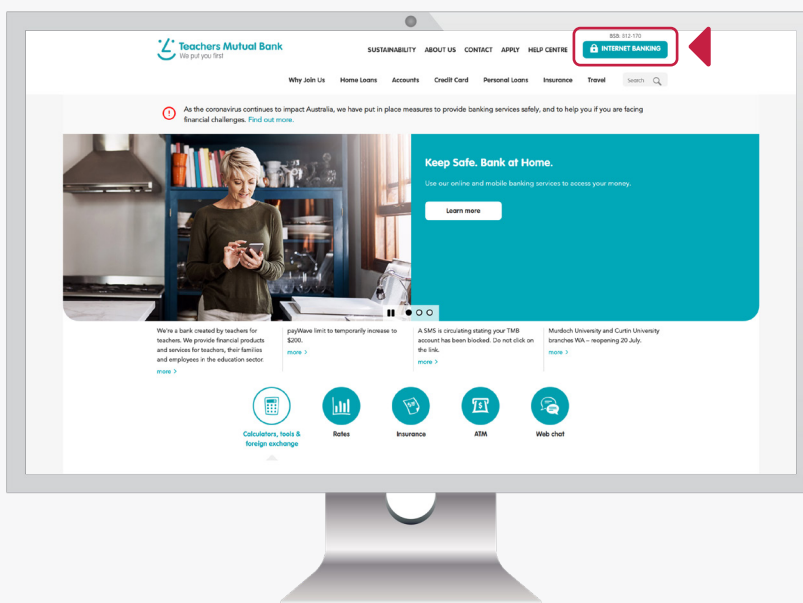 BSB: 512-170
Teachers Mutual Bank
We put you first
SUSTAINABILITY ABOUT US CONTACT APPLY HELP CENTRE
INTERNET BANKING
Why Join Us Home Loans Accounts Credit Card Personal Loans Insurance Travel Search
As the coronavirus continues to impact Australia, we have put in place measures to provide banking services safely, and to help you if you are facing
financial challenges. Find out more.
Keep Safe. Bank at Home.
Use our online and mobile banking services to access your money.
Learn more
We're a bank created by teachers for
teachers. We provide financial products
and services for teachers, their families
and employees in the education sector.
more >
payWave limit to temporarily increase to
$200.
more >
A SMS is circulating stating your TMB
account has been blocked. Do not click on
the link.
more >
Murdoch University and Curtin University
branches WA – reopening 20 July.
more >
Calculators, tools &
foreign exchange
Rates
Insurance
ATM
Web chat